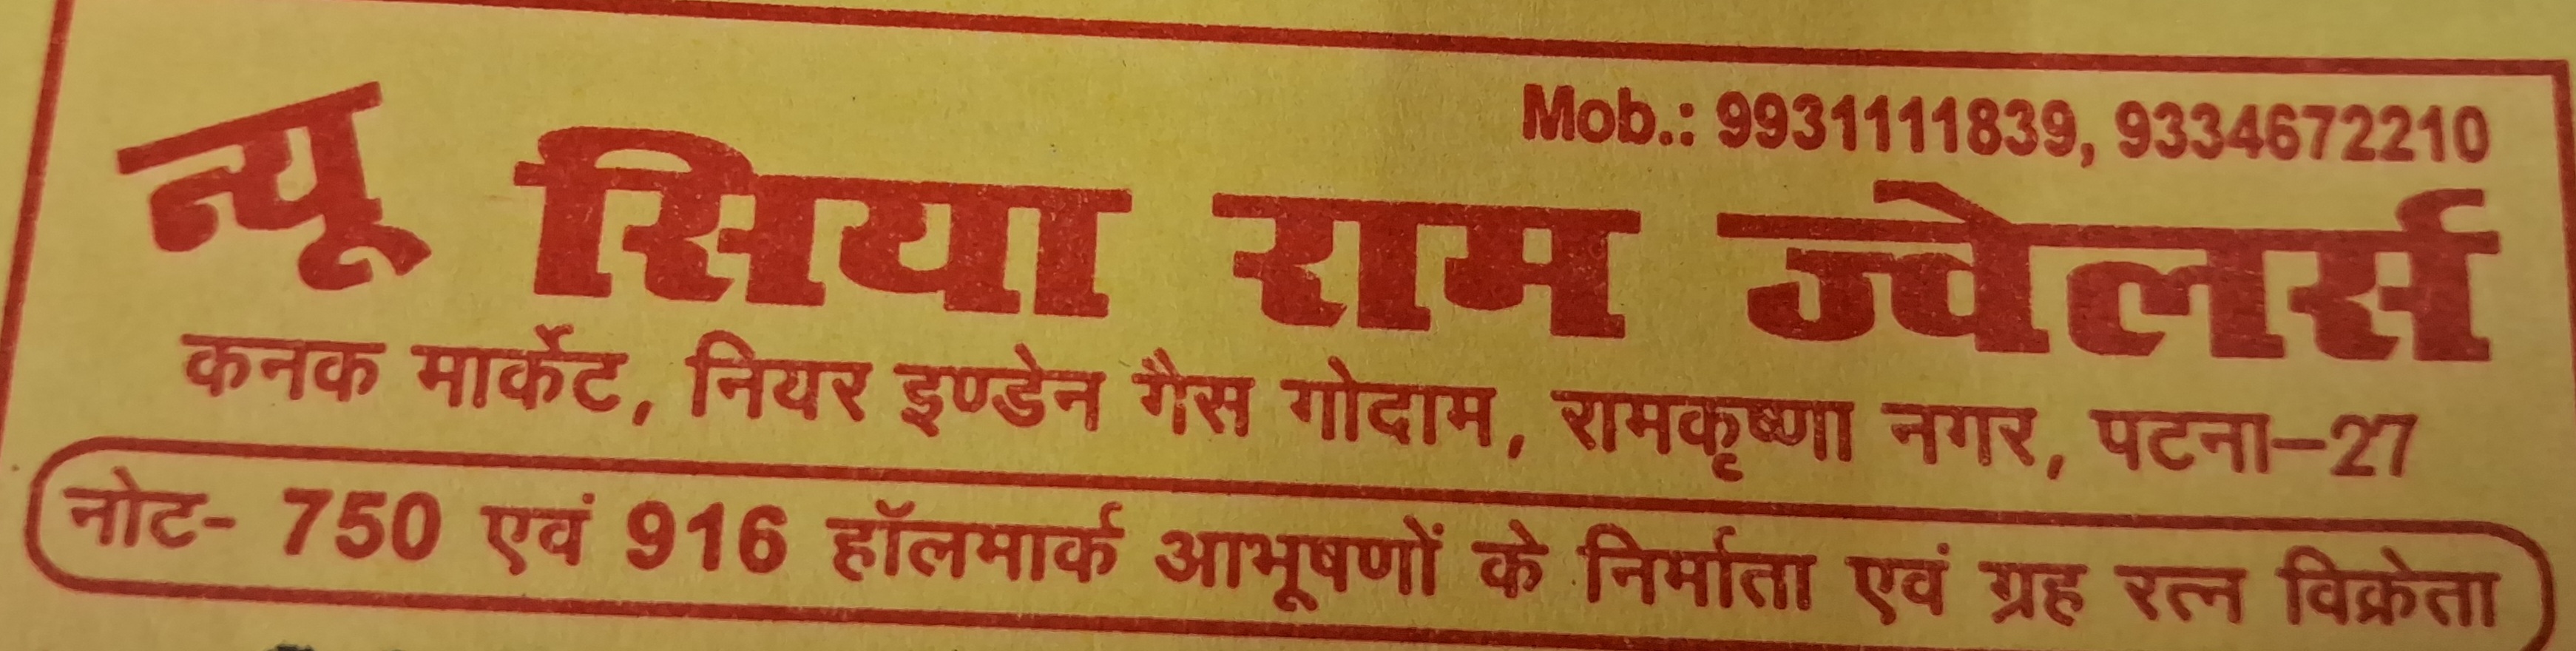 Mob.: 9931111839, 9334672210
न्यू सिया राम ज्वेलर्स
कनक मार्केट, नियर इण्डेन गैस गोदाम, रामकृष्णा नगर, पटना-27
नोट- 750 एवं 916 हॉलमार्क आभूषणों के निर्माता एवं ग्रह रत्न विक्रेता